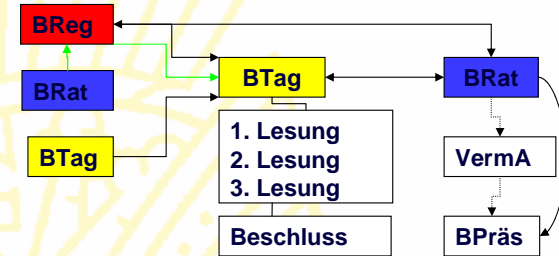 BReg
BRat
BTag
BTag
1. Lesung
2. Lesung
3. Lesung
Beschluss
BRat
VermA
BPräs